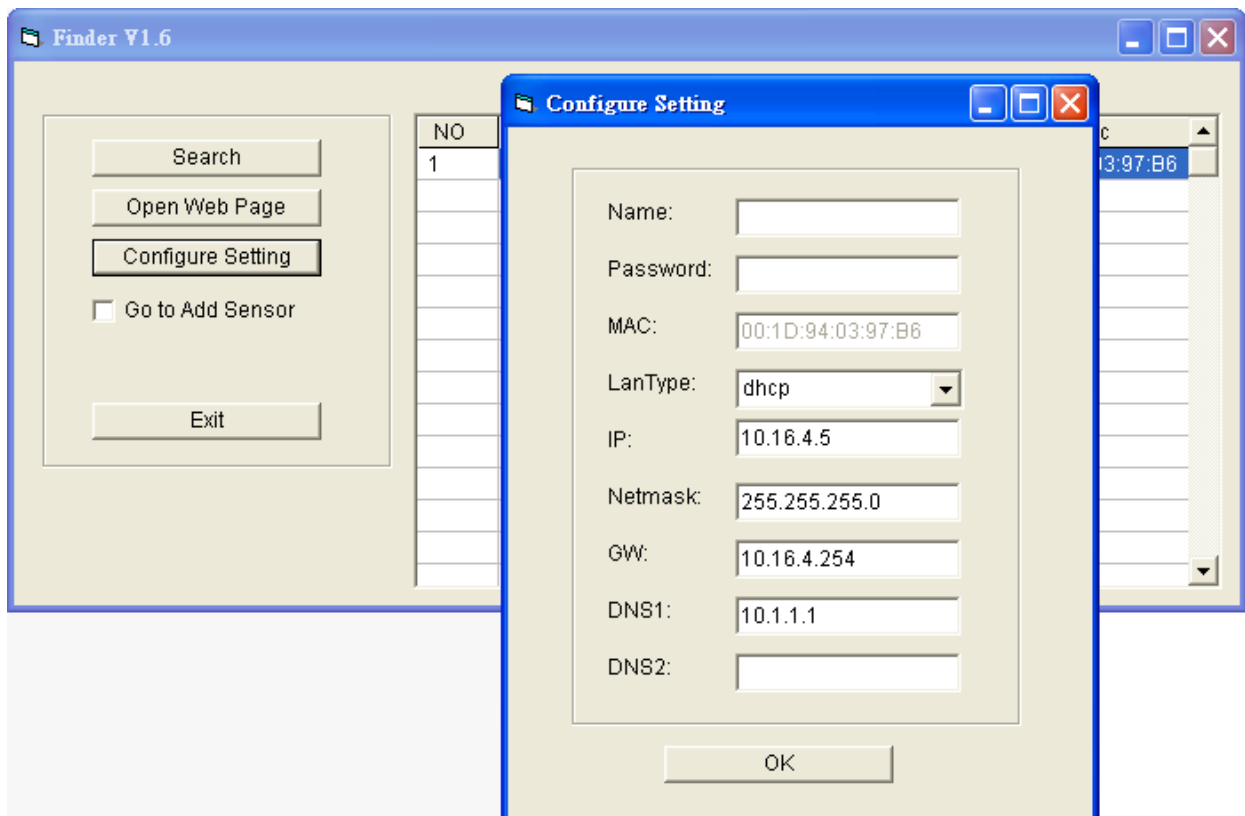 Finder V1.6
Search
Open Web Page
Configure Setting
Go to Add Sensor
Exit
NO
1
c
3:97:B6
Configure Setting
Name:
Password:
MAC: 00:1D:94:03:97:B6
LanType: dhcp
IP: 10.16.4.5
Netmask: 255.255.255.0
GW: 10.16.4.254
DNS1: 10.1.1.1
DNS2:
OK